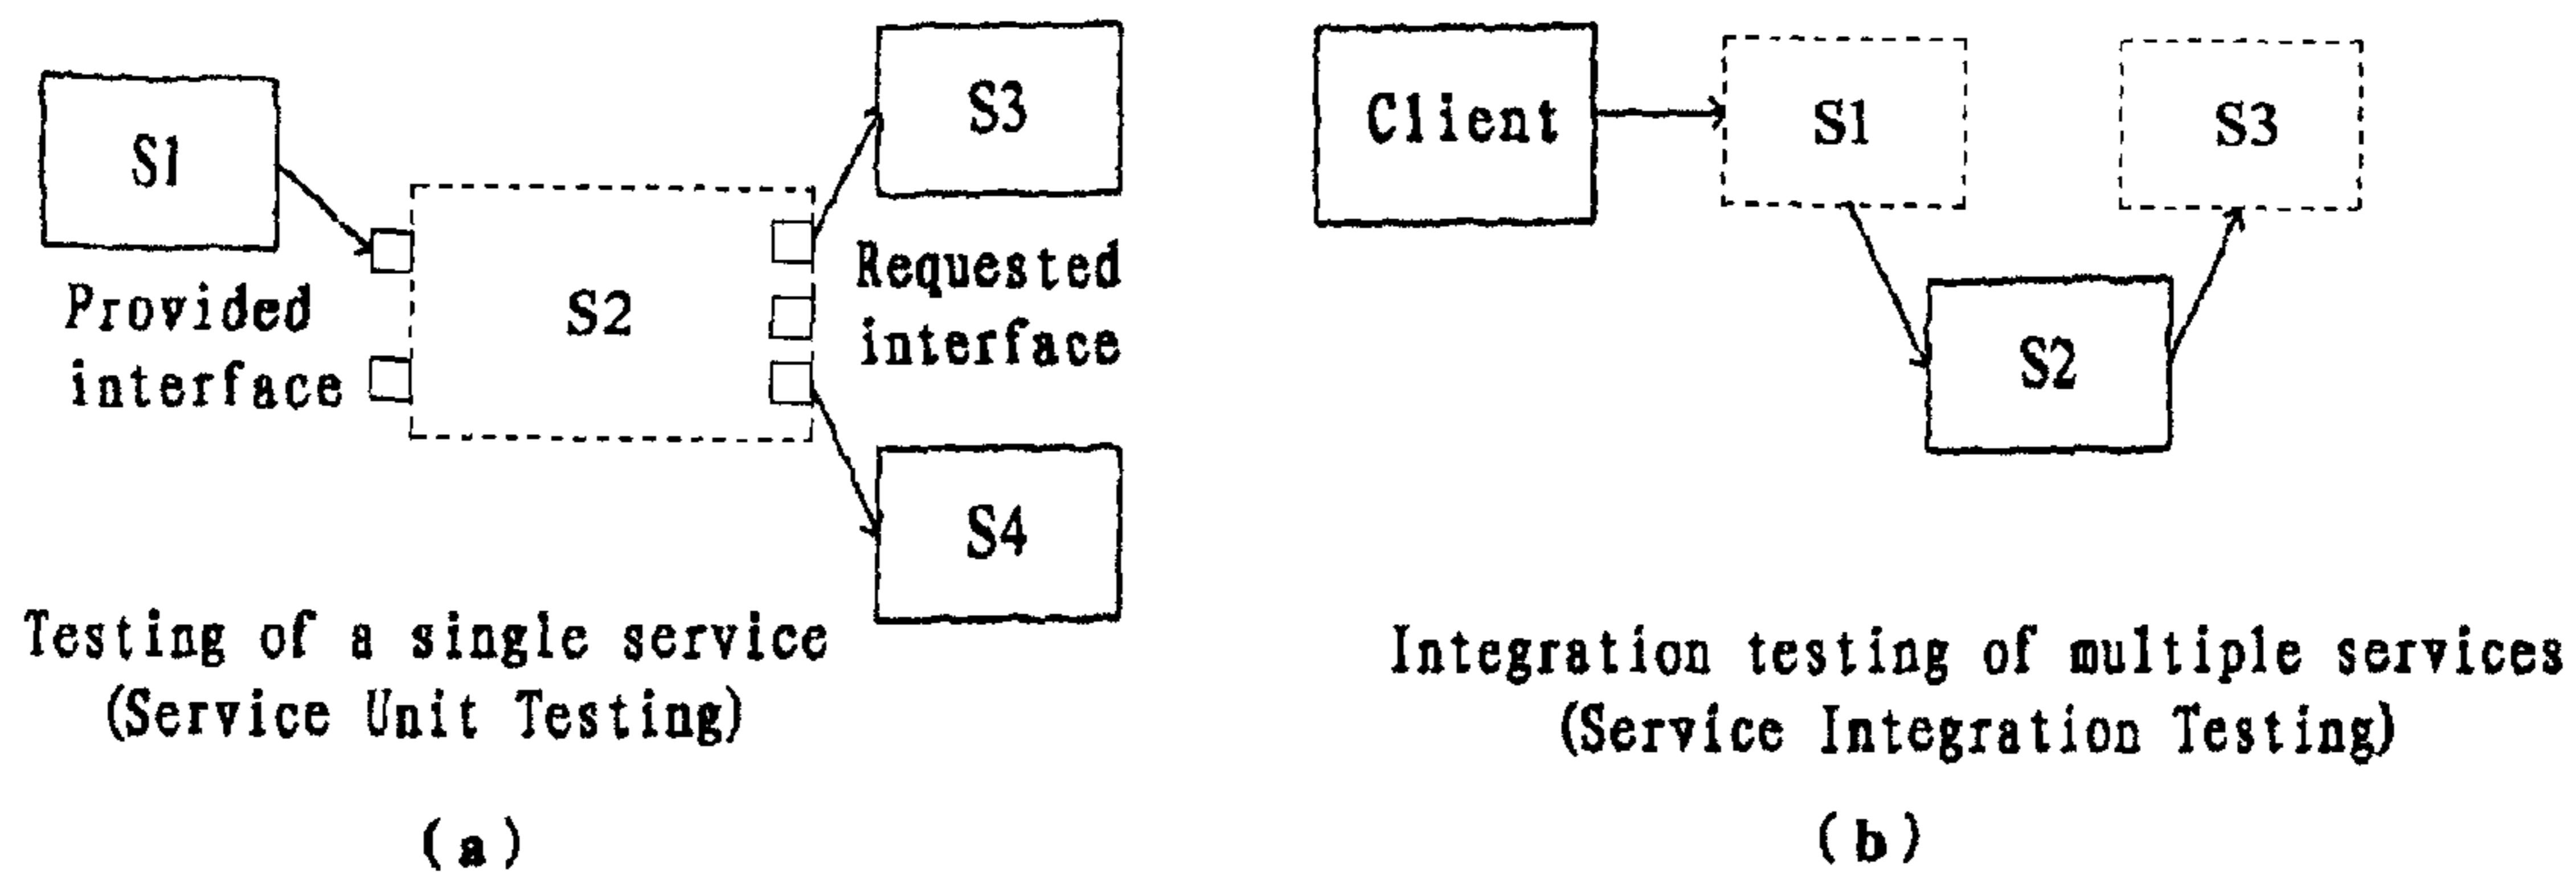 S1
Provided
interface
S2
S3
Requested
interface
S4
Testing of a single service
(Service Unit Testing)
(a)
Client
S1
S3
S2
Integration testing of multiple services
(Service Integration Testing)
(b)